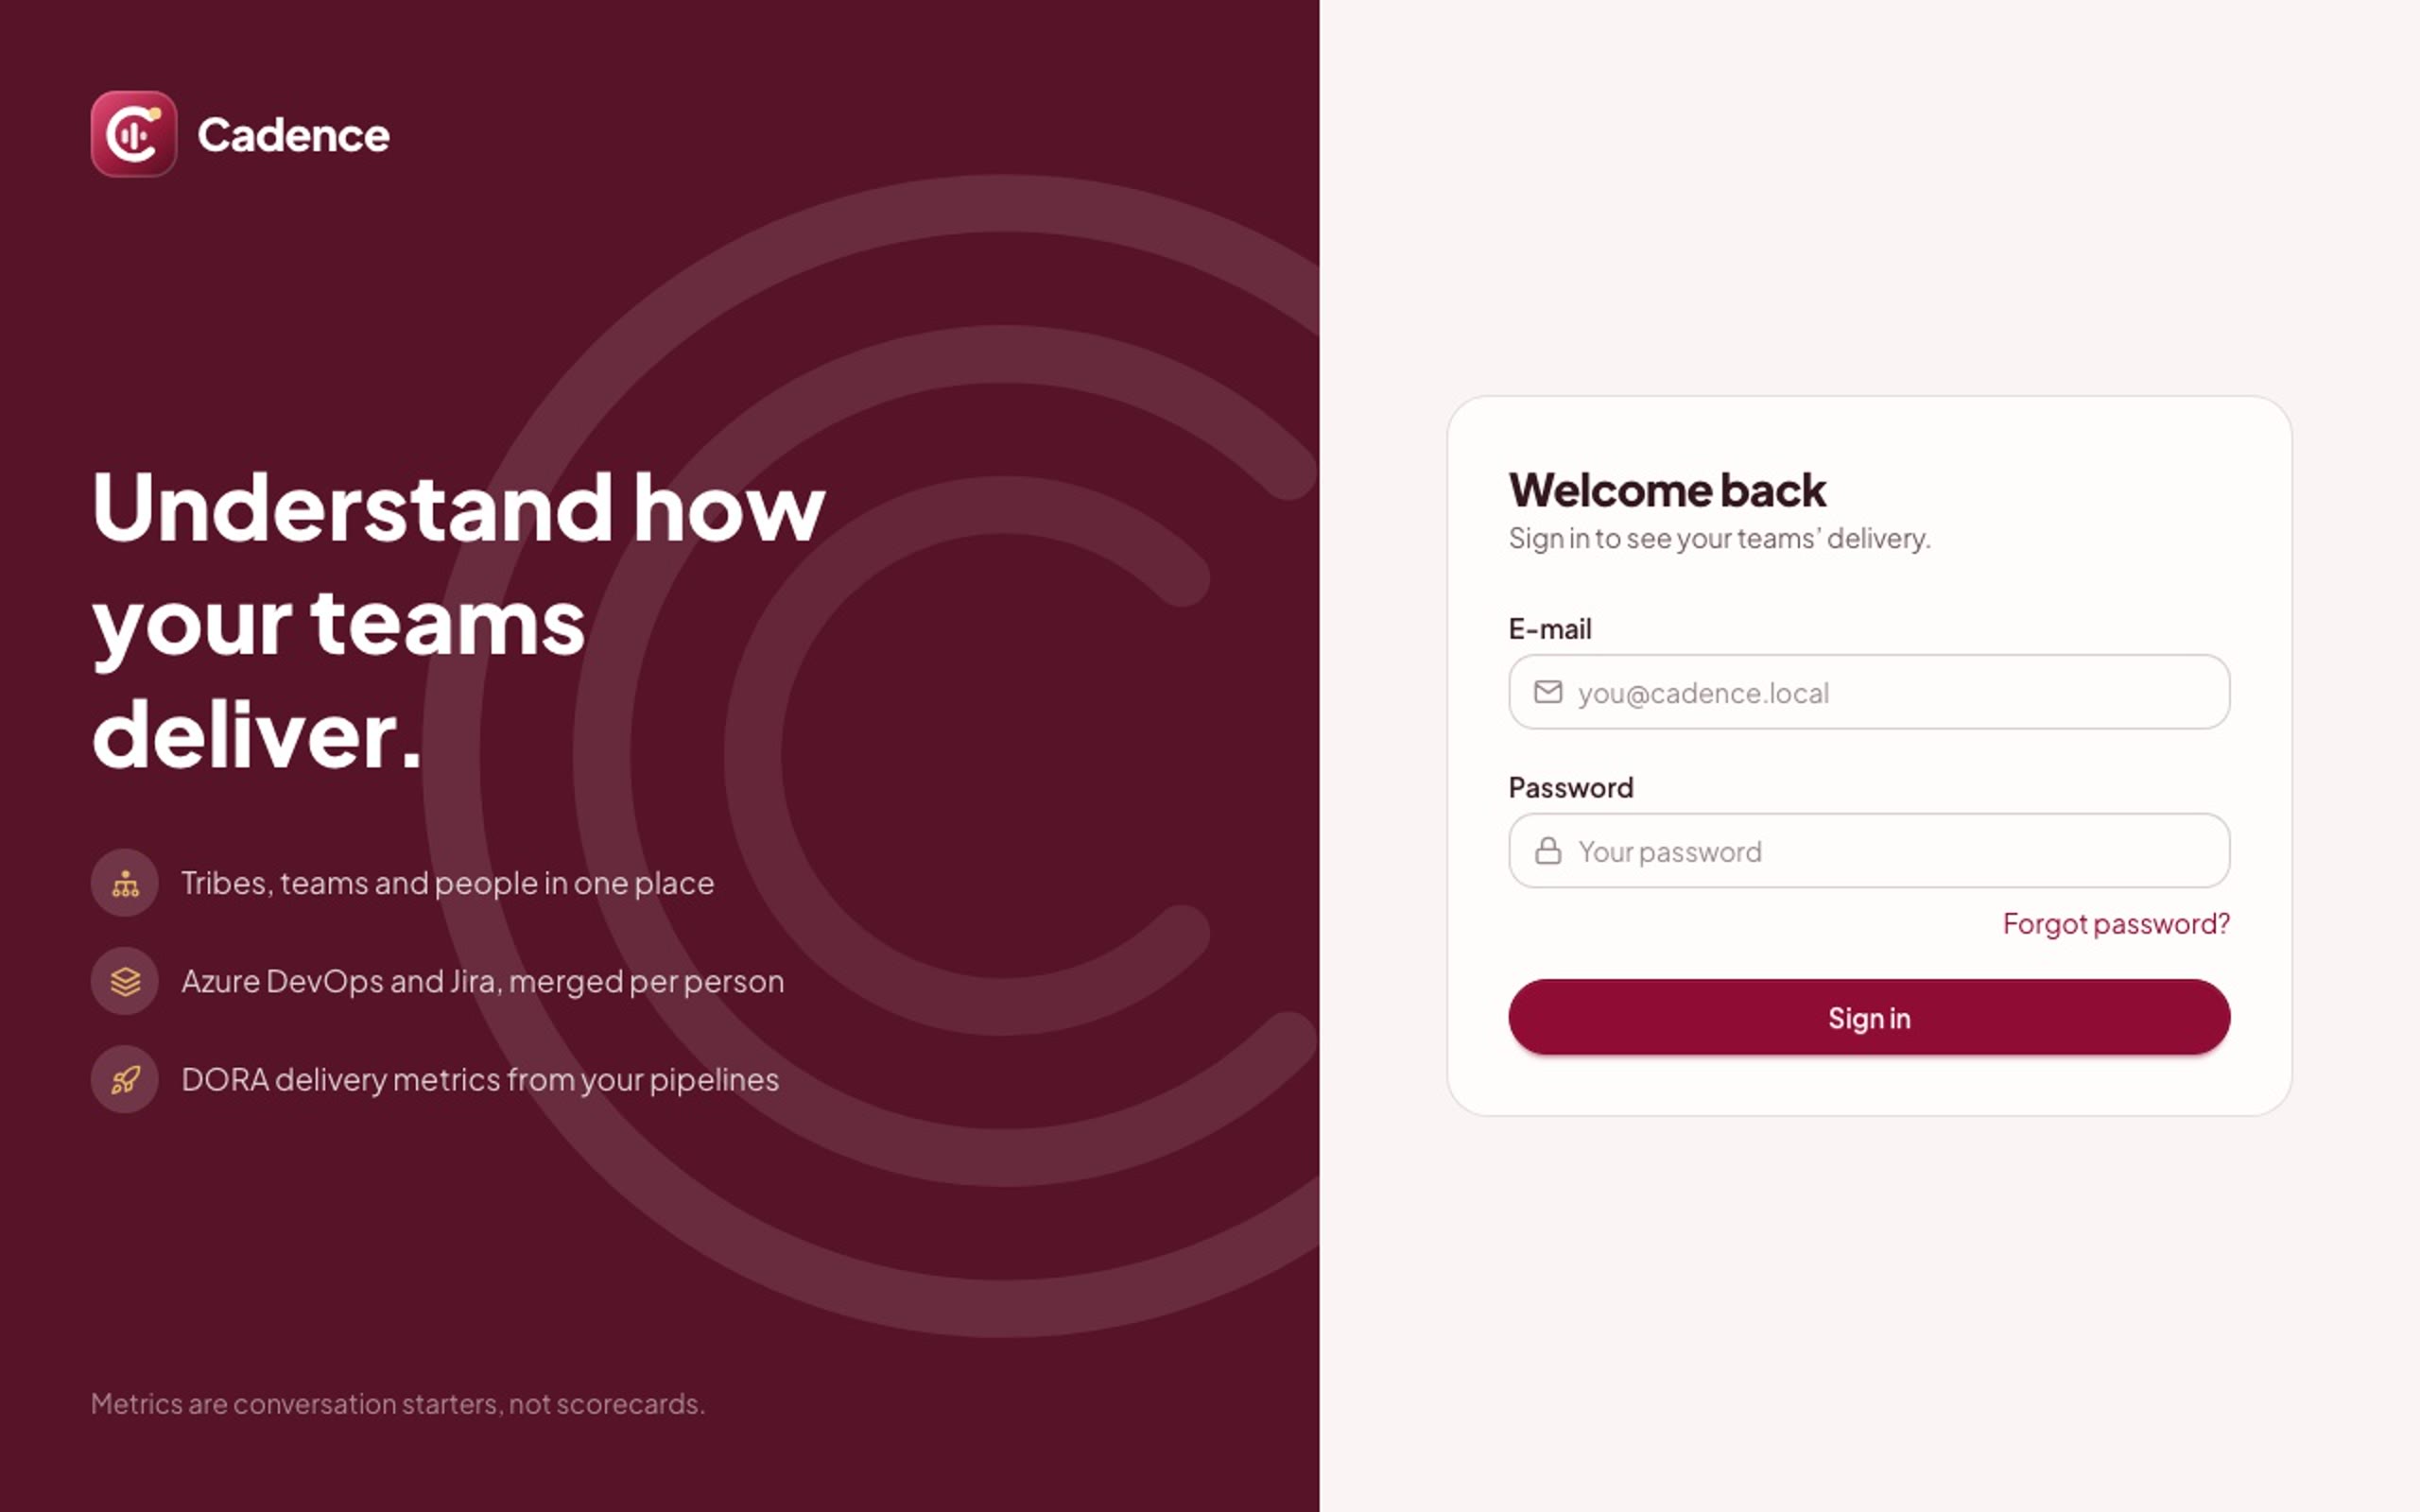 Cadence
Understand how
your teams
deliver.
Tribes, teams and people in one place
Azure DevOps and Jira, merged per person
DORA delivery metrics from your pipelines
Metrics are conversation starters, not scorecards.
Welcome back
Sign in to see your teams’ delivery.
E-mail
you@cadence.local
Password
Your password
Forgot password?
Sign in